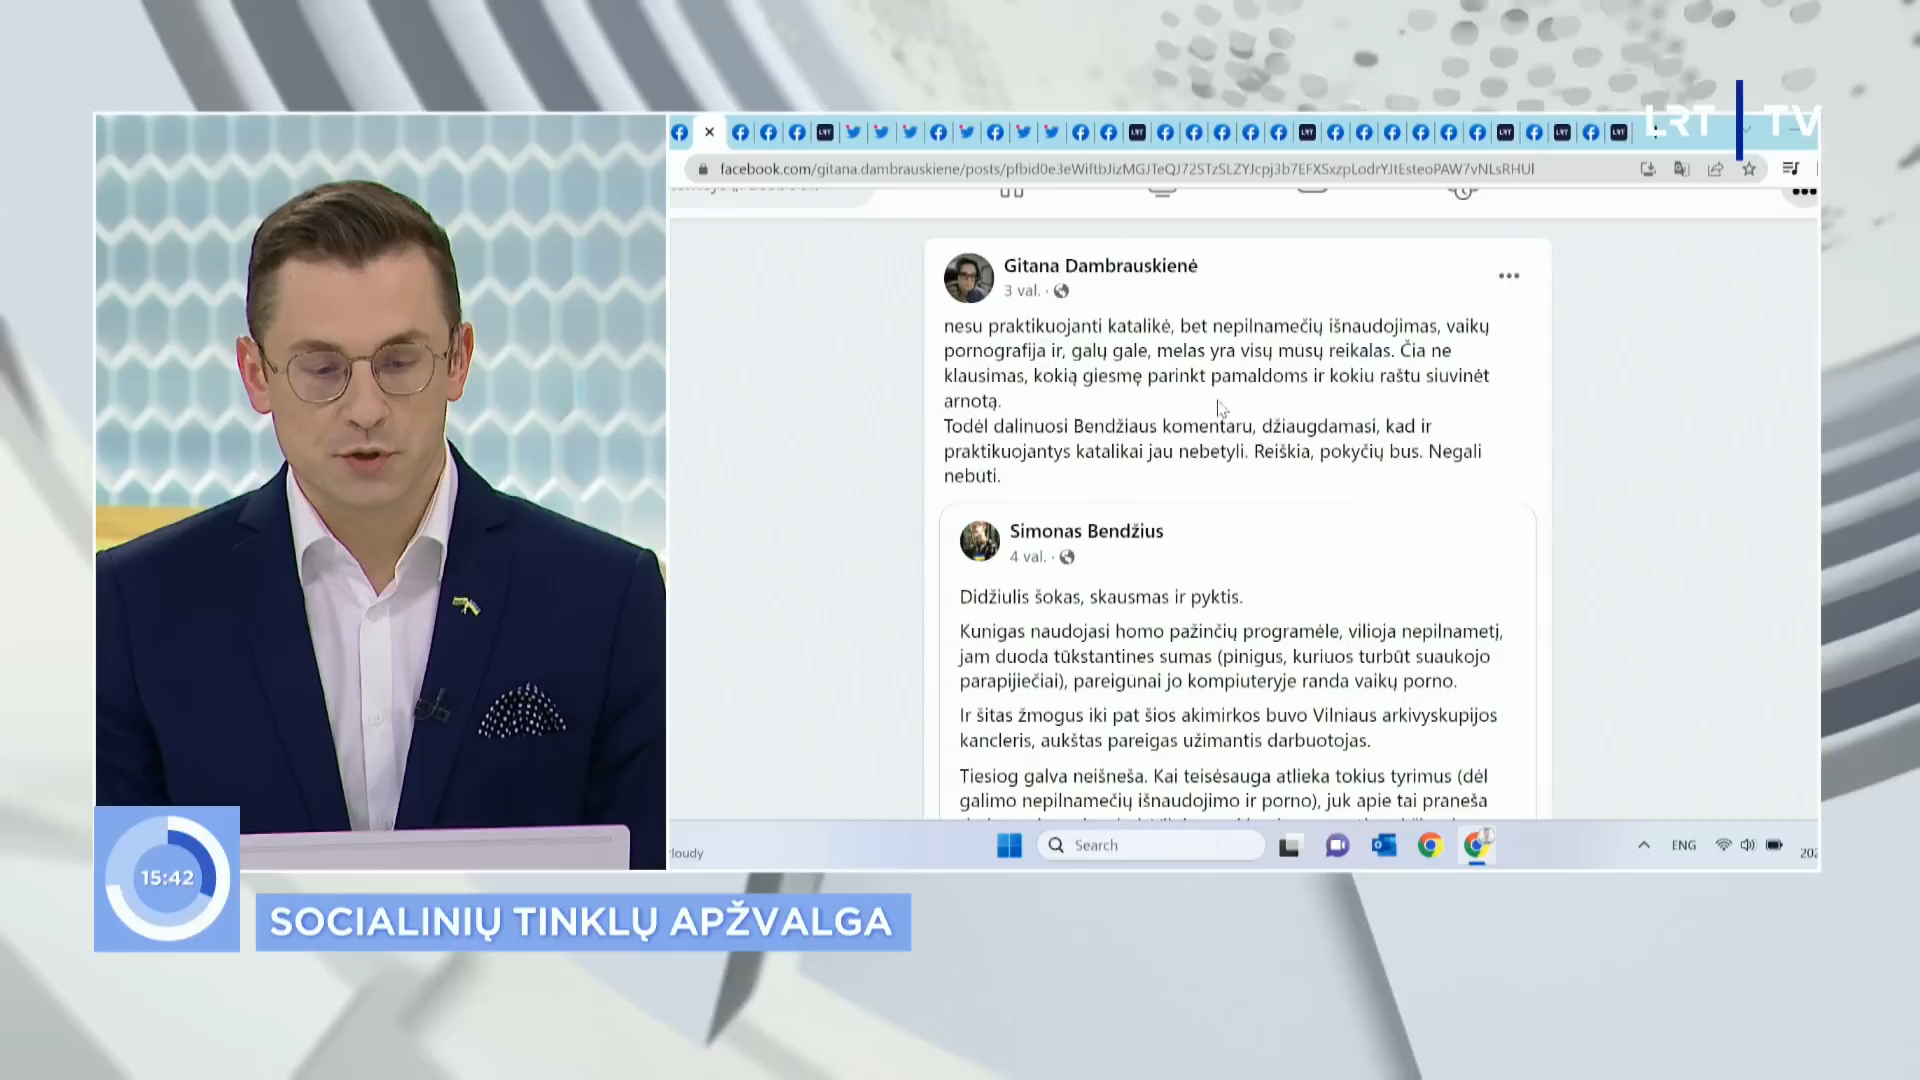 LRT TV
facebook.com/gitana.dambrauskiene/posts/pfbid0e3eWiftbJizMGJTeQJ72STzSLZYJcpj3b7EFXSxzpLodrYJtEsteoPAW7vNLsRHUl
Gitana Dambrauskienė
3 val.
nesu praktikuojanti katalikė, bet nepilnamečių išnaudojimas, vaikų
pornografija ir, galų gale, melas yra visų mūsų reikalas. Čia ne
klausimas, kokią giesmę parinkt pamaldoms ir kokiu raštu siuvinėt
arnotą.
Todėl dalinuosi Bendžiaus komentaru, džiaugdamasi, kad ir
praktikuojantys katalikai jau nebetyli. Reiškia, pokyčių bus. Negali
nebūti.
Simonas Bendžius
4 val.
Didžiulis šokas, skausmas ir pyktis.
Kunigas naudojasi homo pažinčių programėle, vilioja nepilnametį,
jam duoda tūkstantines sumas (pinigus, kuriuos turbūt suaukojo
parapijiečiai), pareigūnai jo kompiuteryje randa vaikų porno.
Ir šitas žmogus iki pat šios akimirkos buvo Vilniaus arkivyskupijos
kancleris, aukštas pareigas užimantis darbuotojas.
Tiesiog galva neišneša. Kai teisėsauga atlieka tokius tyrimus (dėl
galimo nepilnamečių išnaudojimo ir porno), juk apie tai praneša
loudy
Search
ENG
202
15:42
SOCIALINIŲ TINKLŲ APŽVALGA